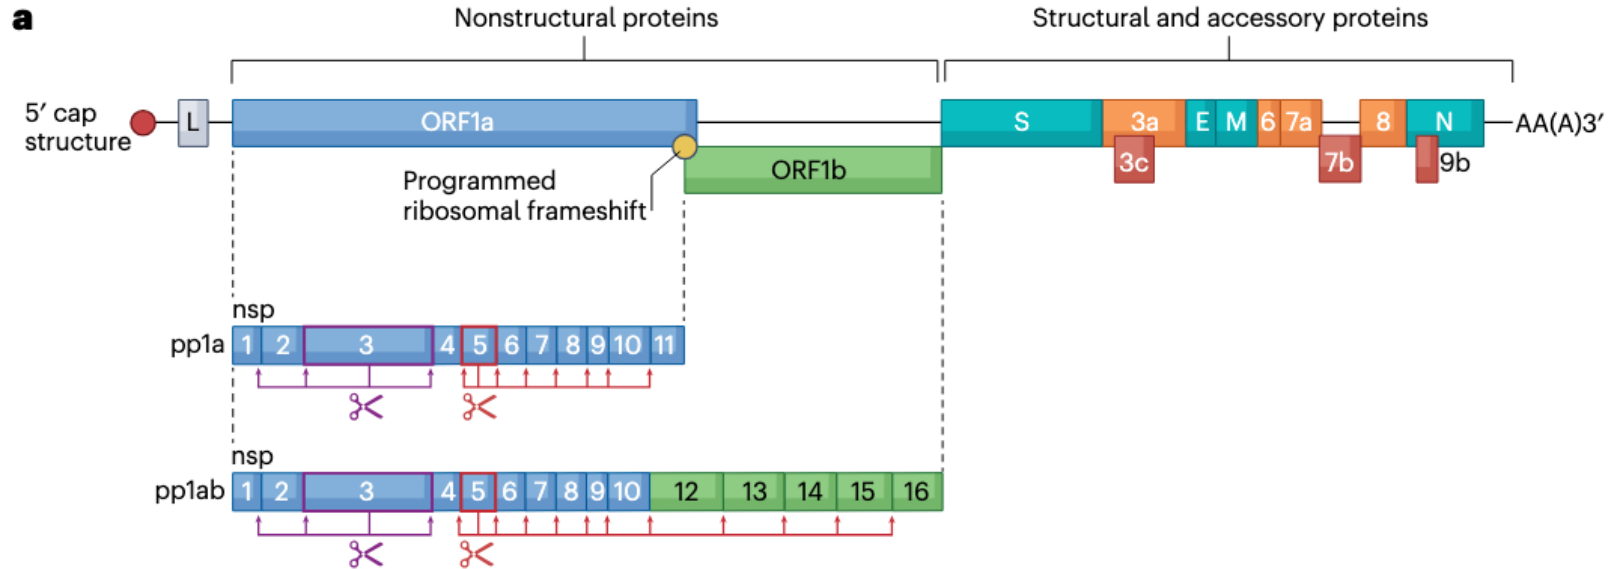 a
Nonstructural proteins
Structural and accessory proteins
5′ cap
structure
L
ORF1a
S
3a
E
M
6
7a
8
N
AA(A)3′
3c
7b
9b
ORF1b
Programmed
ribosomal frameshift
nsp
pp1a
1 2 3 4 5 6 7 8 9 10 11
nsp
pp1ab
1 2 3 4 5 6 7 8 9 10 12 13 14 15 16